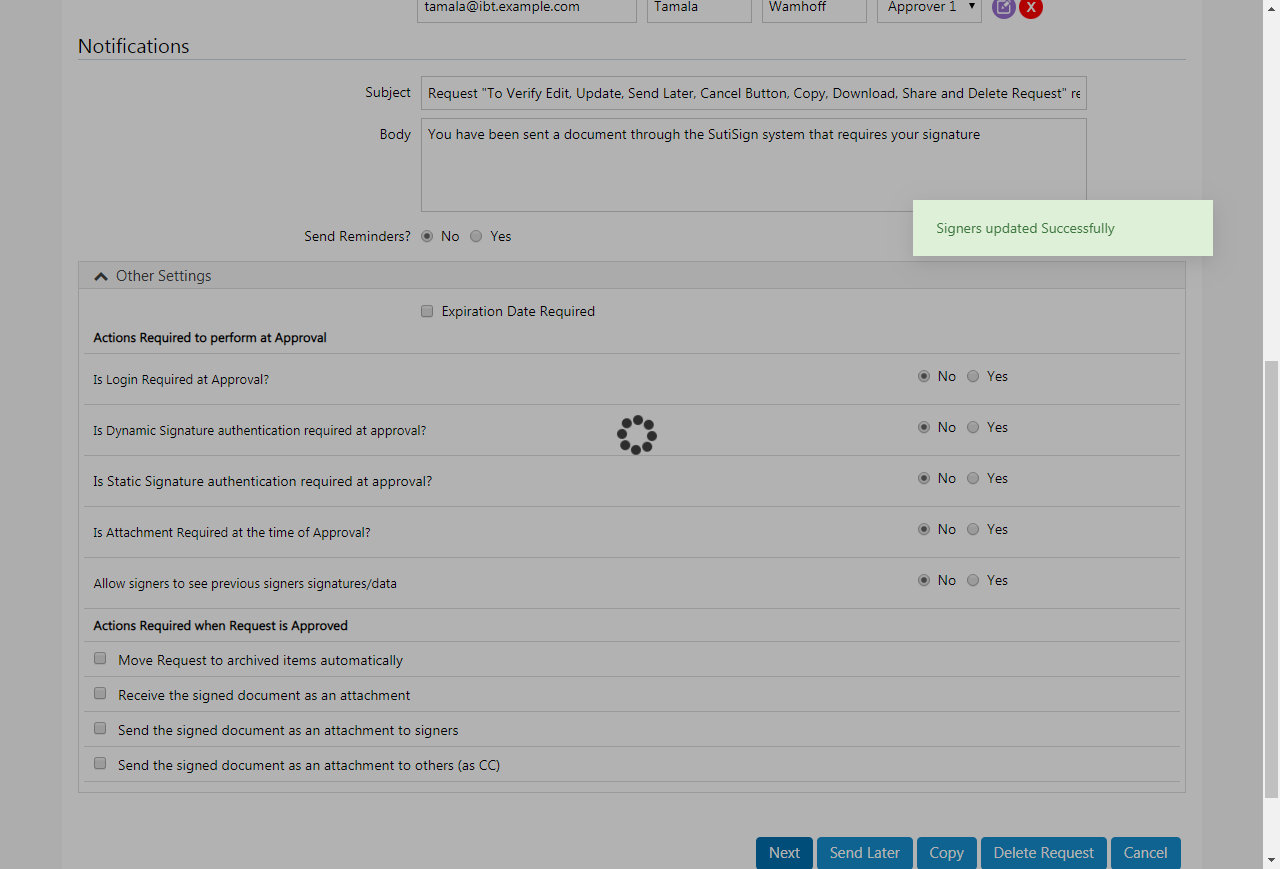 tamala@ibt.example.com Tamala Wamhoff Approver 1 X
Notifications
Subject Request "To Verify Edit, Update, Send Later, Cancel Button, Copy, Download, Share and Delete Request" re
Body You have been sent a document through the SutiSign system that requires your signature
Signers updated Successfully
Send Reminders? No Yes
Other Settings
Expiration Date Required
Actions Required to perform at Approval
Is Login Required at Approval? No Yes
Is Dynamic Signature authentication required at approval? No Yes
Is Static Signature authentication required at approval? No Yes
Is Attachment Required at the time of Approval? No Yes
Allow signers to see previous signers signatures/data No Yes
Actions Required when Request is Approved
Move Request to archived items automatically
Receive the signed document as an attachment
Send the signed document as an attachment to signers
Send the signed document as an attachment to others (as CC)
Next Send Later Copy Delete Request Cancel